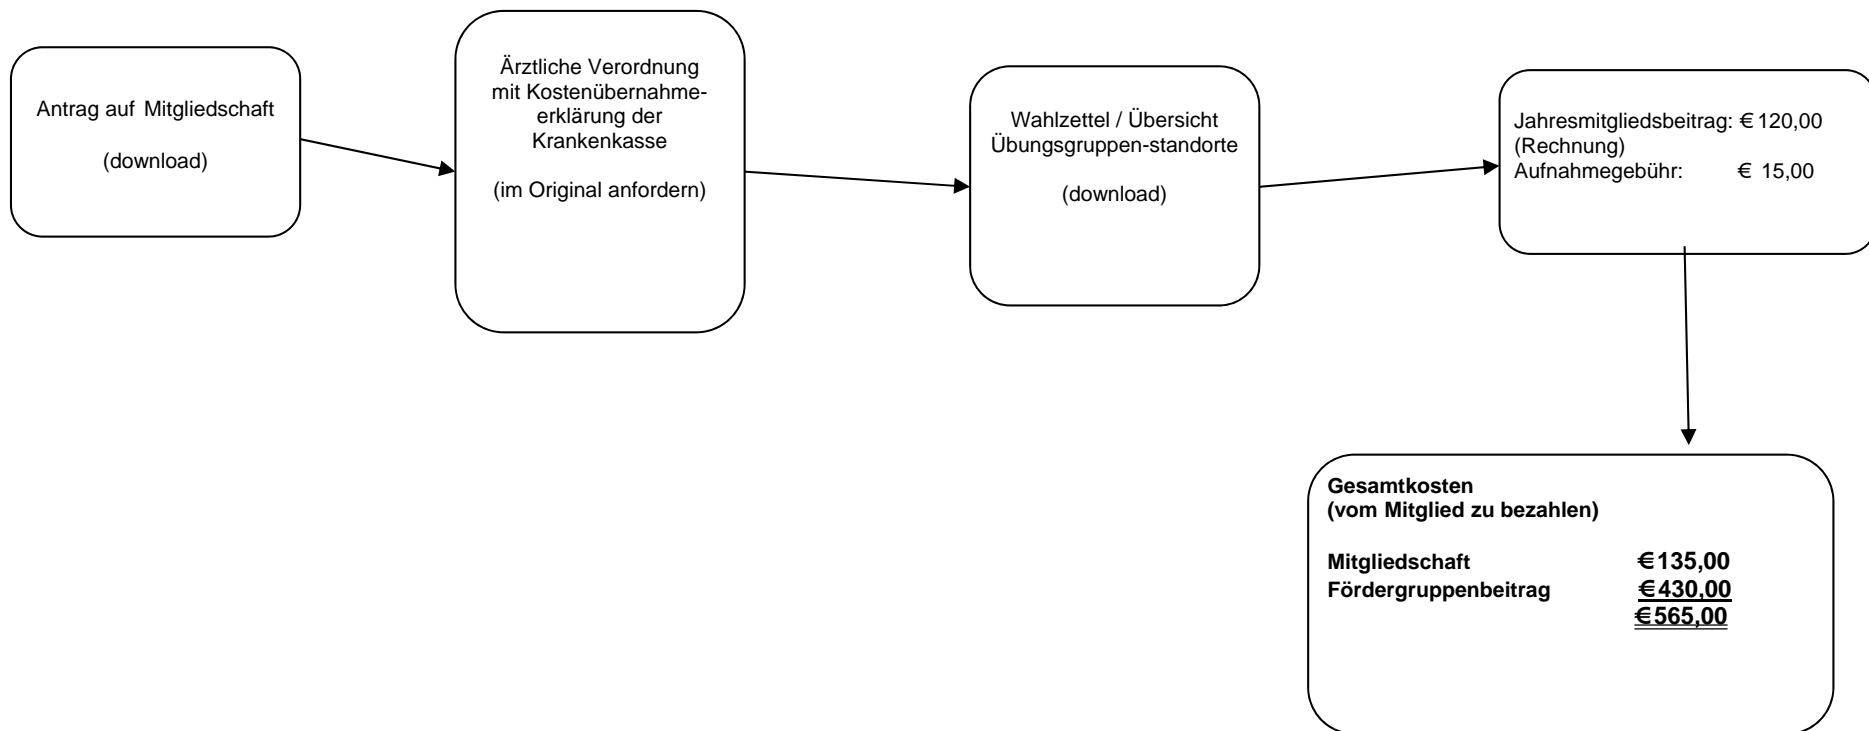 Antrag auf Mitgliedschaft
(download)
Ärztliche Verordnung
mit Kostenübernahme-
erklärung der
Krankenkasse
(im Original anfordern)
Wahlzettel / Übersicht
Übungsgruppen-standorte
(download)
Jahresmitgliedsbeitrag: € 120,00
(Rechnung)
Aufnahmegebühr: € 15,00
Gesamtkosten
(vom Mitglied zu bezahlen)
Mitgliedschaft €135,00
Fördergruppenbeitrag €430,00
€565,00